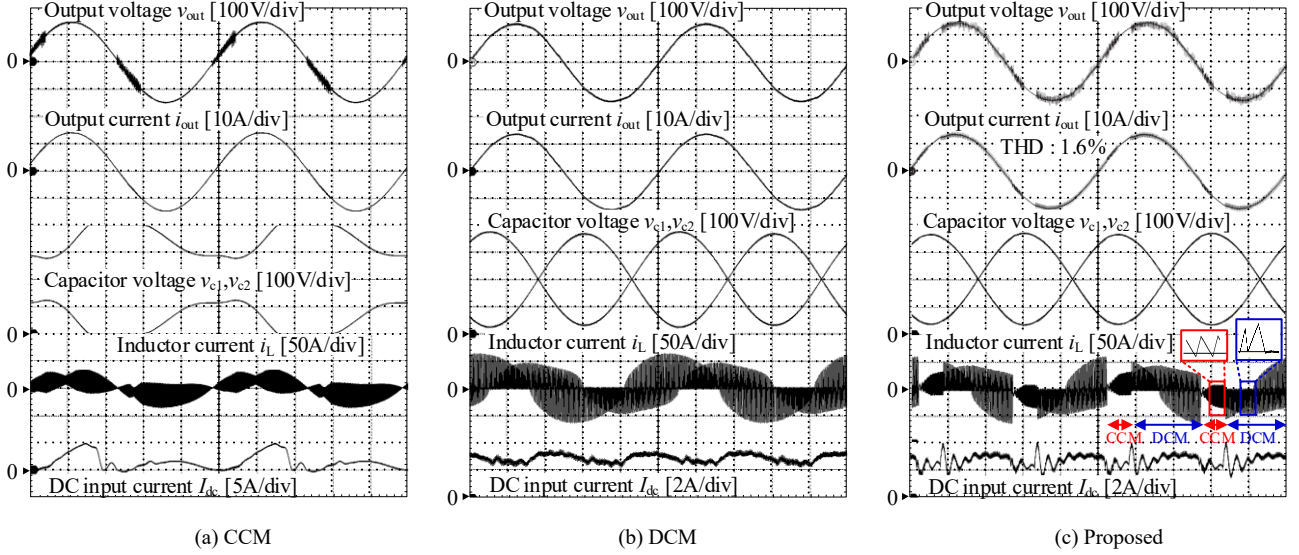 Output voltage vout [100V/div]
0
Output current iout [10A/div]
0
Capacitor voltage vc1,vc2 [100V/div]
0
Inductor current iL [50A/div]
0
0
DC input current Idc [5A/div]
(a) CCM
Output voltage vout [100V/div]
0
Output current iout [10A/div]
0
Capacitor voltage vc1,vc2 [100V/div]
0
Inductor current iL [50A/div]
0
0
DC input current Idc [2A/div]
(b) DCM
Output voltage vout [100V/div]
0
Output current iout [10A/div]
THD : 1.6%
0
Capacitor voltage vc1,vc2 [100V/div]
0
Inductor current iL [50A/div]
0
CCM DCM CCM DCM
0
DC input current Idc [2A/div]
(c) Proposed